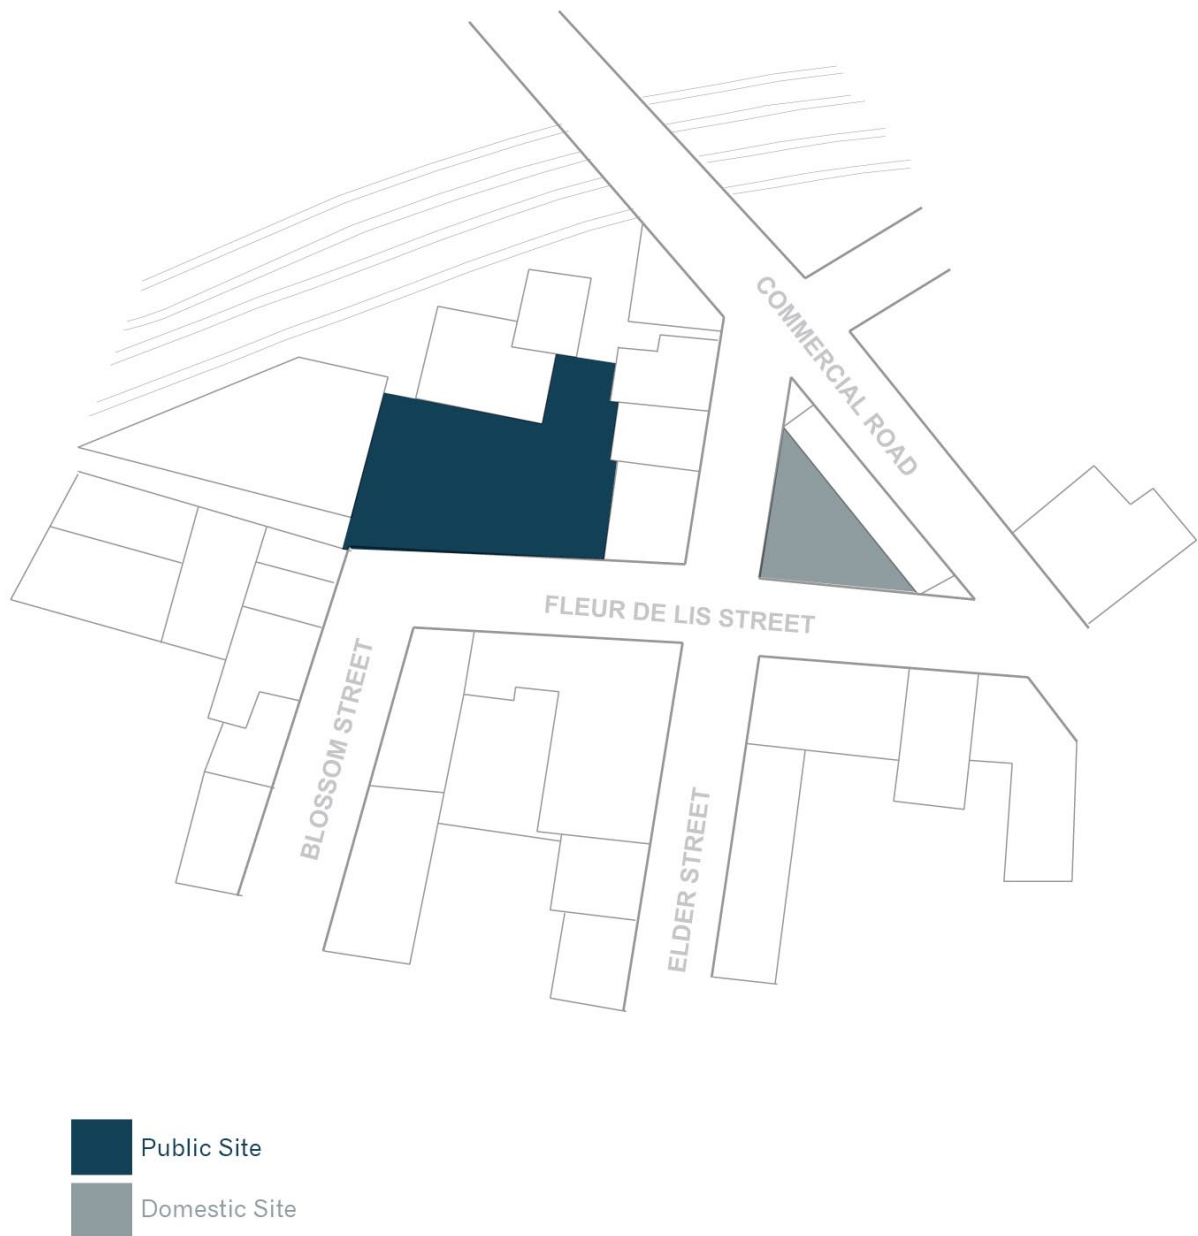 COMMERCIAL ROAD
FLEUR DE LIS STREET
BLOSSOM STREET
ELDER STREET
Public Site
Domestic Site